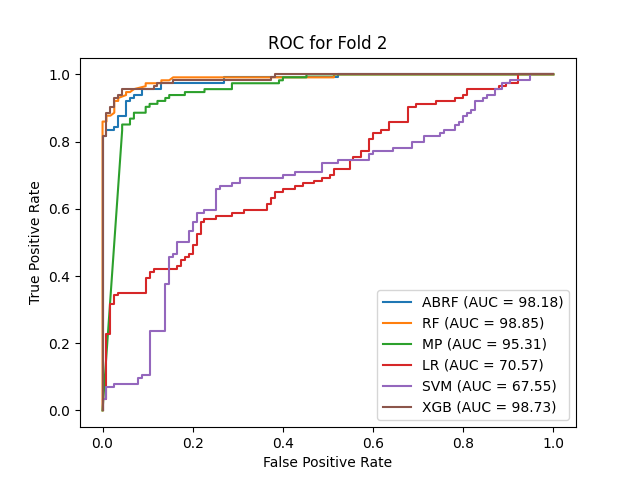 ROC for Fold 2
True Positive Rate
1.0
0.8
0.6
0.4
0.2
0.0
0.0 0.2 0.4 0.6 0.8 1.0
False Positive Rate
ABRF (AUC = 98.18)
RF (AUC = 98.85)
MP (AUC = 95.31)
LR (AUC = 70.57)
SVM (AUC = 67.55)
XGB (AUC = 98.73)